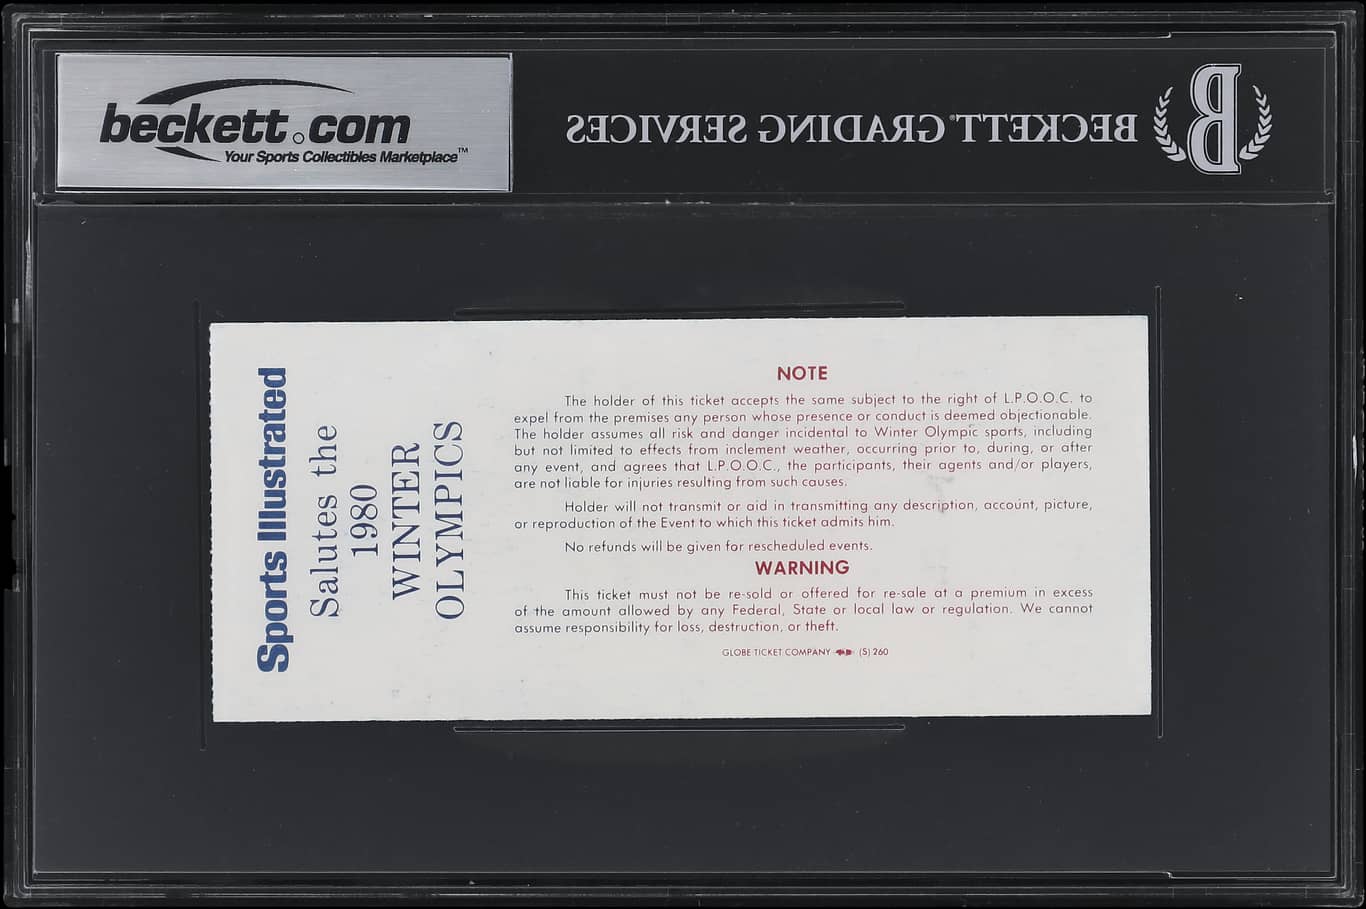 beckett.com
Your Sports Collectibles Marketplace™
BECKETT GRADING SERVICES
B
Sports Illustrated
Salutes the
1980
WINTER
OLYMPICS
NOTE
The holder of this ticket accepts the same subject to the right of L.P.O.O.C. to
expel from the premises any person whose presence or conduct is deemed objectionable.
The holder assumes all risk and danger incidental to Winter Olympic sports, including
but not limited to effects from inclement weather, occurring prior to, during, or after
any event, and agrees that L.P.O.O.C., the participants, their agents and/or players,
are not liable for injuries resulting from such causes.
Holder will not transmit or aid in transmitting any description, account, picture,
or reproduction of the Event to which this ticket admits him.
No refunds will be given for rescheduled events.
WARNING
This ticket must not be re-sold or offered for re-sale at a premium in excess
of the amount allowed by any Federal, State or local law or regulation. We cannot
assume responsibility for loss, destruction, or theft.
GLOBE TICKET COMPANY (S) 260